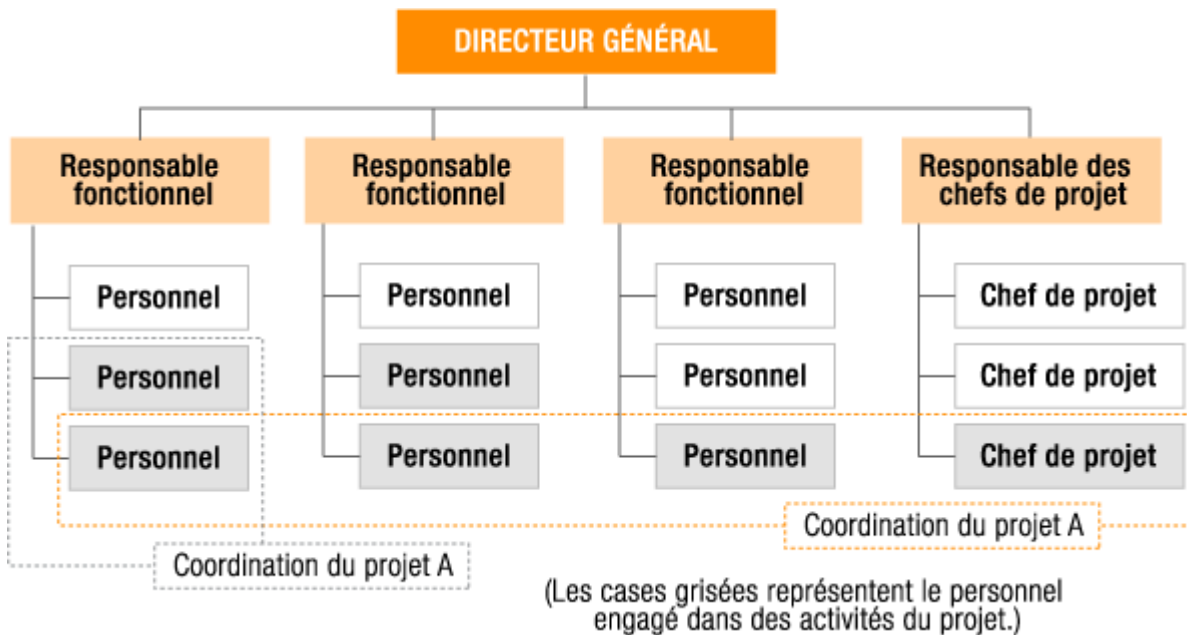 DIRECTEUR GÉNÉRAL
Responsable
fonctionnel
Responsable
fonctionnel
Responsable
fonctionnel
Responsable des
chefs de projet
Personnel
Personnel
Personnel
Chef de projet
Personnel
Personnel
Personnel
Chef de projet
Personnel
Personnel
Personnel
Chef de projet
Coordination du projet A
Coordination du projet A
(Les cases grisées représentent le personnel
engagé dans des activités du projet.)